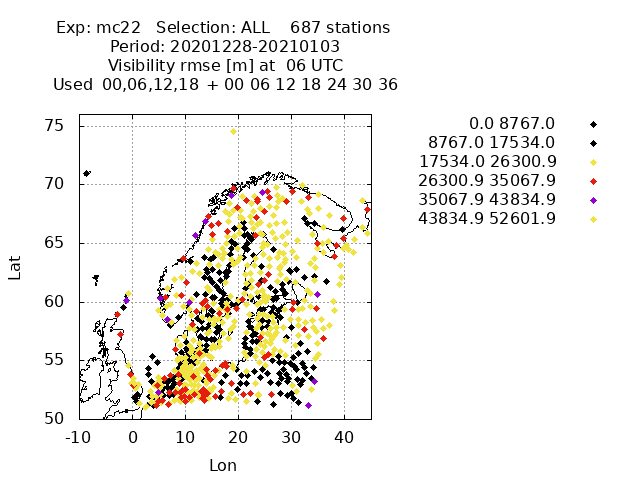 Exp: mc22   Selection: ALL    687 stations
Period: 20201228-20210103
Visibility rmse [m] at  06 UTC
Used  00,06,12,18  + 00 06 12 18 24 30 36
0.0 8767.0
8767.0 17534.0
17534.0 26300.9
26300.9 35067.9
35067.9 43834.9
43834.9 52601.9
75
70
65
60
55
50
Lat
-10 0 10 20 30 40
Lon